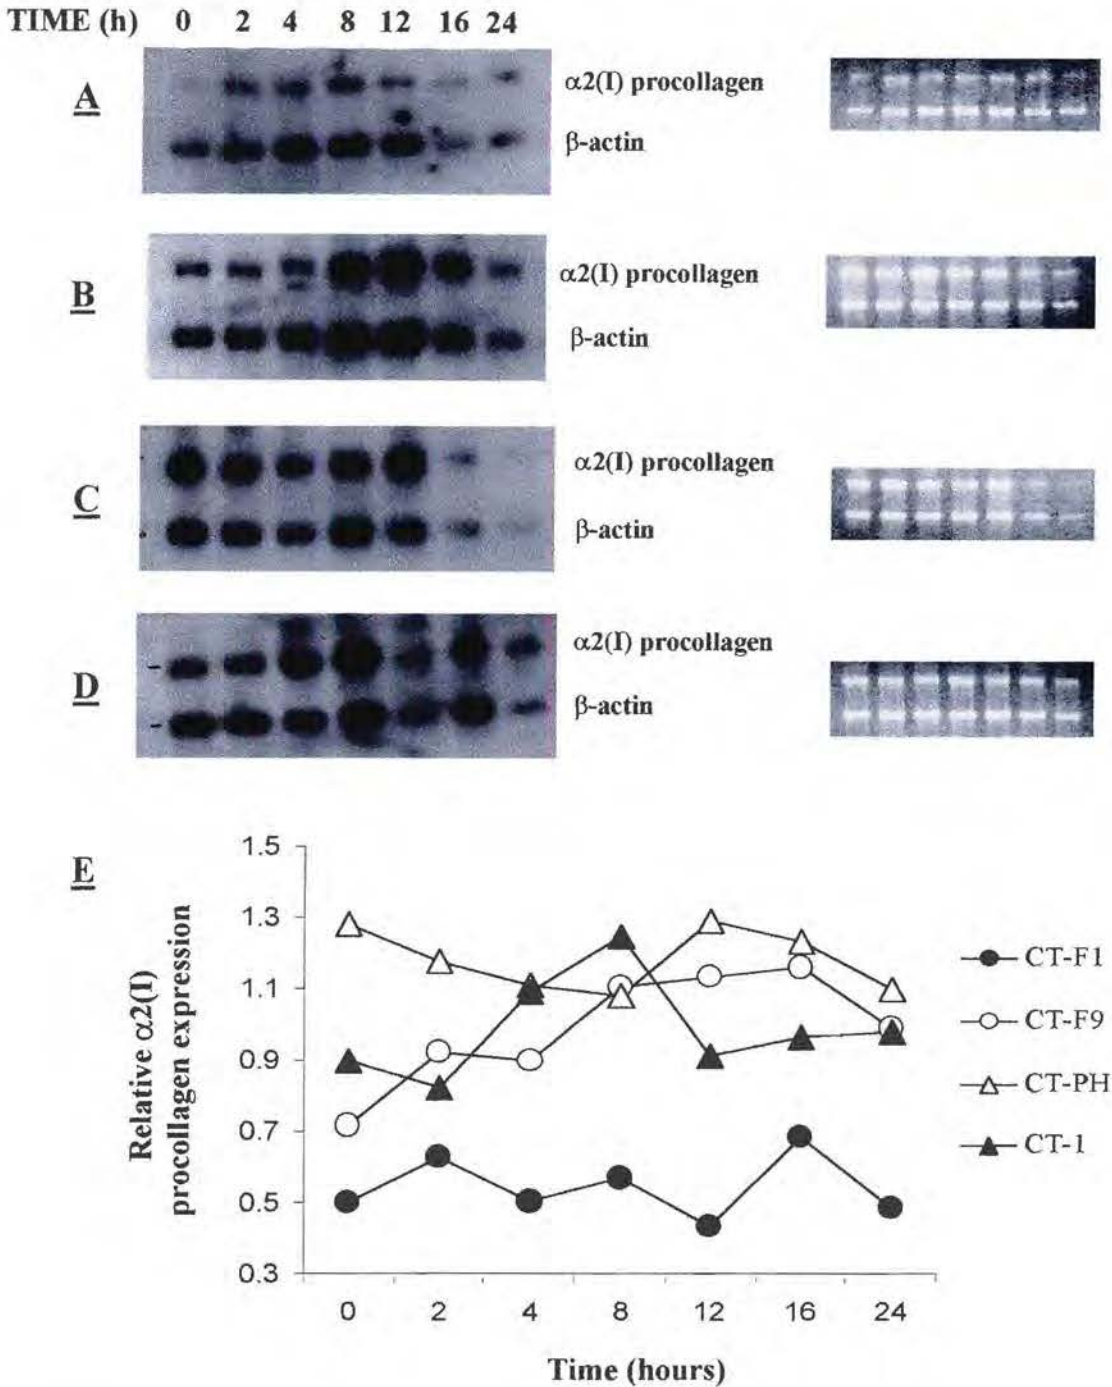 TIME (h) 0 2 4 8 12 16 24
A
α2(I) procollagen
β-actin
B
α2(I) procollagen
β-actin
C
α2(I) procollagen
β-actin
D
α2(I) procollagen
β-actin
E
Relative α2(I)
procollagen expression
1.5
1.3
1.1
0.9
0.7
0.5
0.3
0 2 4 8 12 16 24
Time (hours)
CT-F1
CT-F9
CT-PH
CT-1